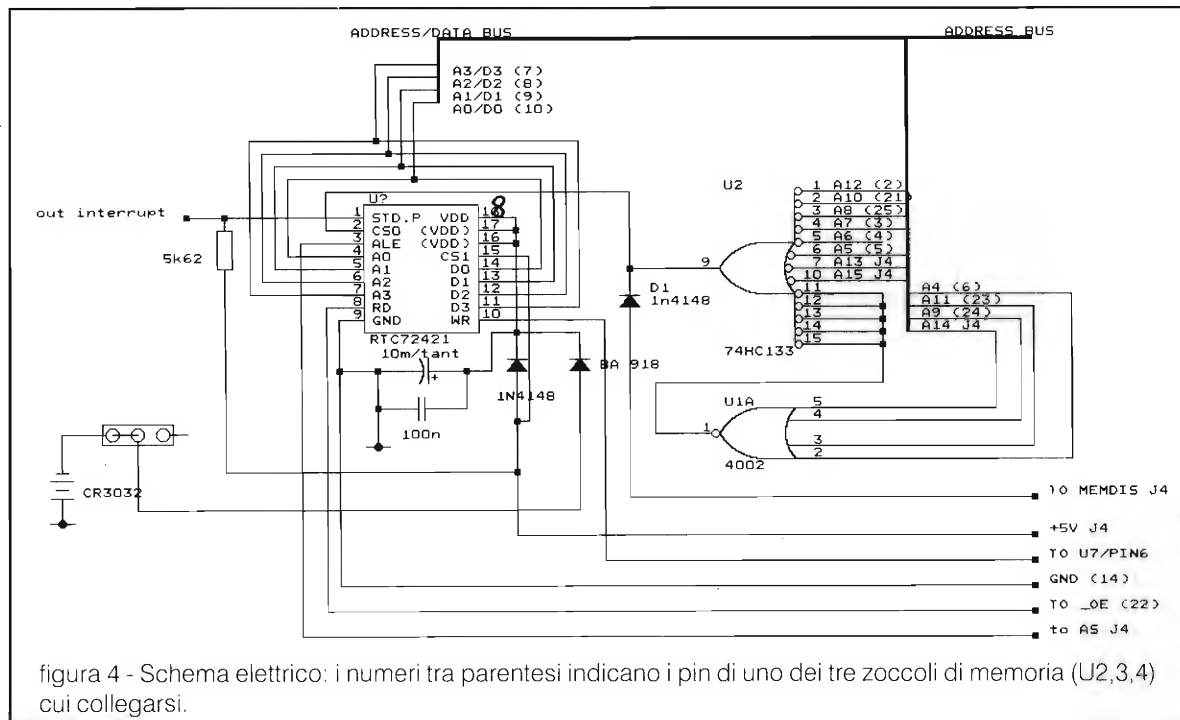 ADDRESS/DATA BUS
ADDRESS BUS
A3/D3 (7)
A2/D2 (8)
A1/D1 (9)
A0/D0 (10)
out interrupt
5k62
U?
8
1 STD.P VDD 18
2 CS0 (VDD) 17
3 ALE (VDD) 16
4 A0 CS1 15
5 A1 D0 14
6 A2 D1 13
7 A3 D2 12
8 RD D3 11
9 GND WR 10
RTC72421
10m/tant
+
100n
1N4148
BA 918
CR3032
U2
1 A12 (2)
2 A10 (21)
3 A8 (25)
4 A7 (3)
5 A6 (4)
6 A5 (5)
7 A13 J4
10 A15 J4
11
12
13
14
15
9
D1
1n4148
74HC133
A4 (6)
A11 (23)
A9 (24)
A14 J4
U1A
5
4
3
2
1
4002
TO MEMDIS J4
+5V J4
TO U7/PIN6
GND (14)
TO _OE (22)
to AS J4
figura 4 - Schema elettrico: i numeri tra parentesi indicano i pin di uno dei tre zoccoli di memoria (U2,3,4)
cui collegarsi.